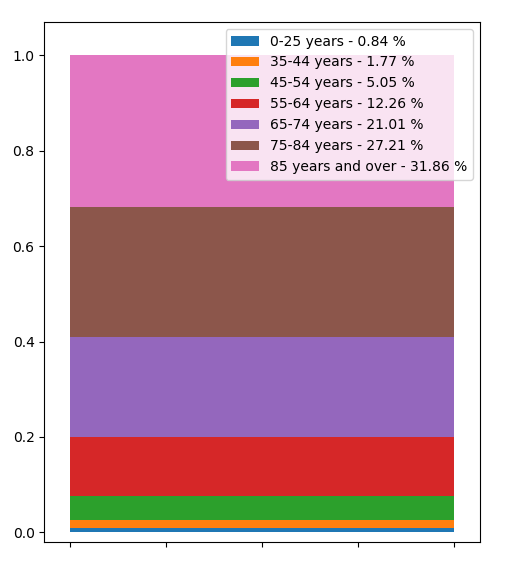 0-25 years - 0.84 %
35-44 years - 1.77 %
45-54 years - 5.05 %
55-64 years - 12.26 %
65-74 years - 21.01 %
75-84 years - 27.21 %
85 years and over - 31.86 %
1.0
0.8
0.6
0.4
0.2
0.0